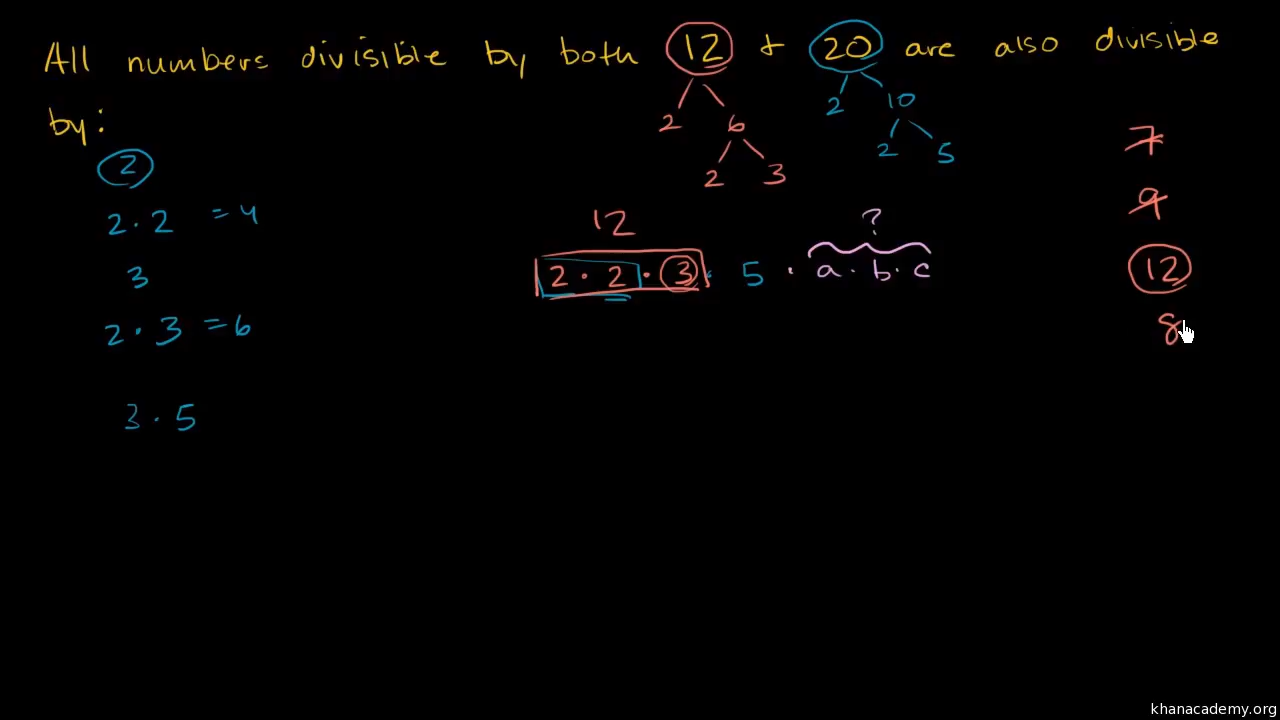 All numbers divisible by both 12 + 20 are also divisible
by:
2 6 2 10
2 3 2 5
2
2 · 2 = 4
3
2 · 3 = 6
3 · 5
12 ?
2 · 2 · 3 · 5 · a · b · c
7
9
12
8
khanacademy.org